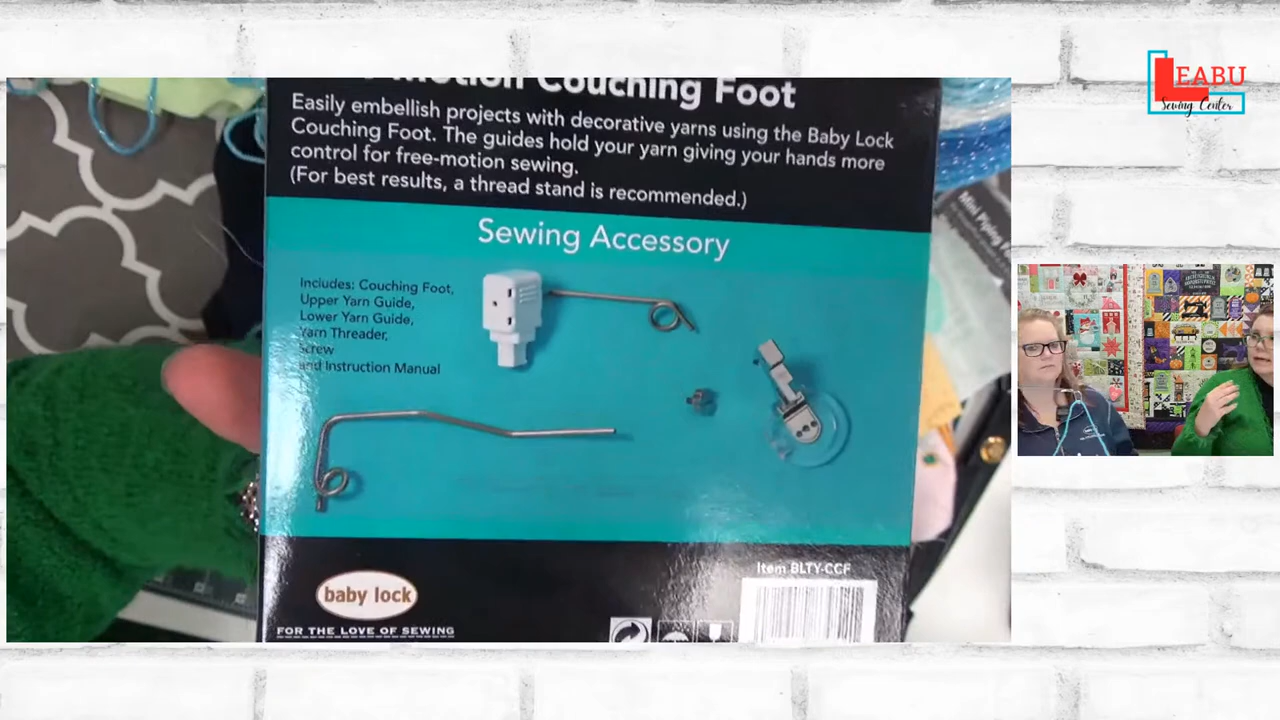 Motion Couching Foot
Easily embellish projects with decorative yarns using the Baby Lock
Couching Foot. The guides hold your yarn giving your hands more
control for free-motion sewing.
(For best results, a thread stand is recommended.)
Sewing Accessory
Includes: Couching Foot,
Upper Yarn Guide,
Lower Yarn Guide,
Yarn Threader,
Screw
and Instruction Manual
Item BLTY-CCF
baby lock
FOR THE LOVE OF SEWING
Mini Piping
LEABU
Sewing Center